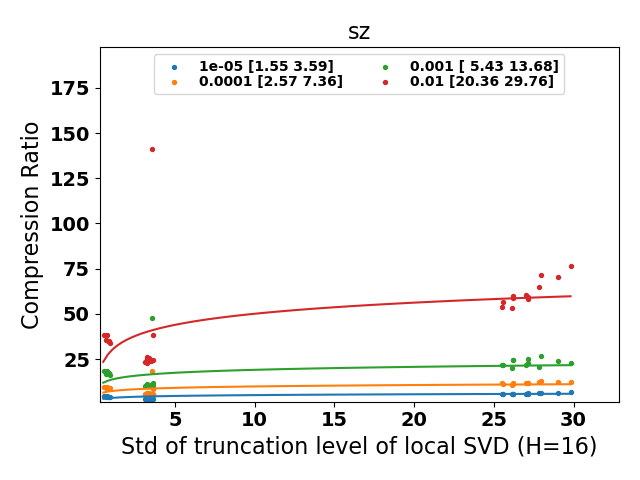 sz
1e-05 [1.55 3.59]
0.0001 [2.57 7.36]
0.001 [ 5.43 13.68]
0.01 [20.36 29.76]
Compression Ratio
175
150
125
100
75
50
25
5 10 15 20 25 30
Std of truncation level of local SVD (H=16)